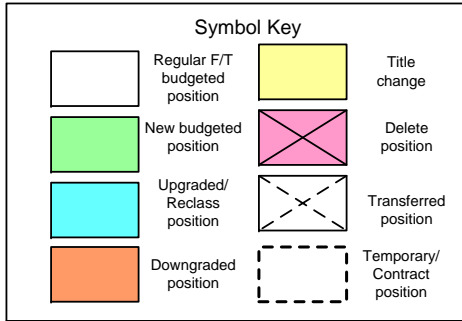 Symbol Key
Regular F/T
budgeted
position
Title
change
New budgeted
position
Delete
position
Upgraded/
Reclass
position
Transferred
position
Downgraded
position
Temporary/
Contract
position